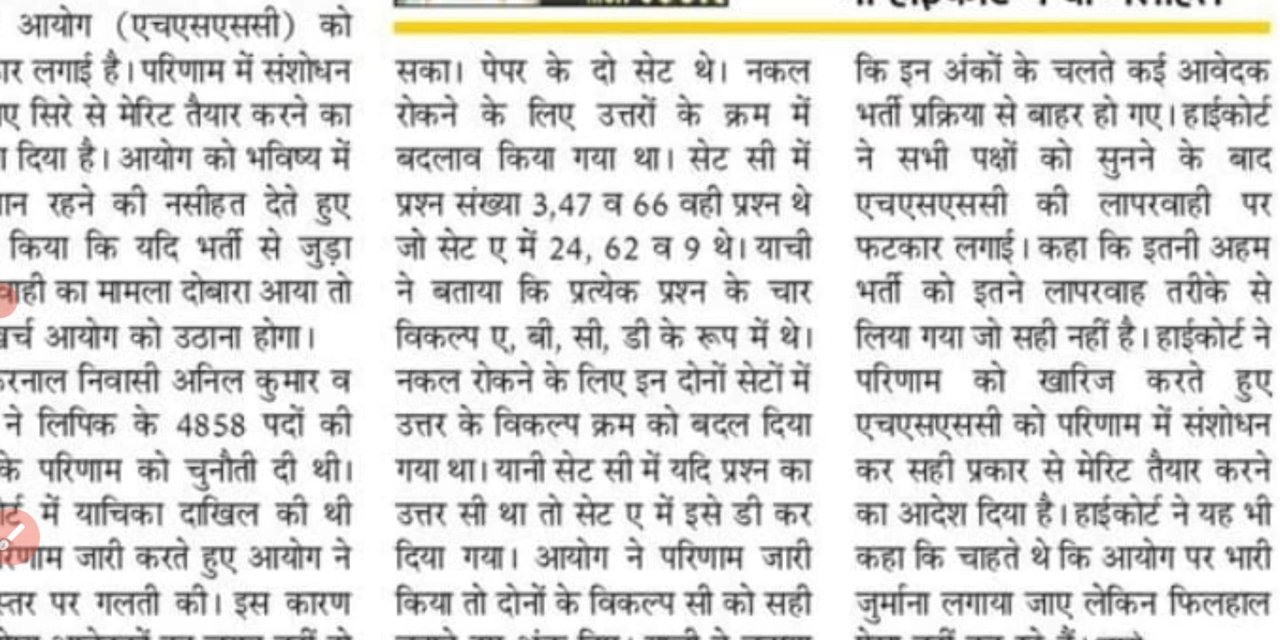 आयोग (एचएसएससी) को
लगाई है। परिणाम में संशोधन
सिरे से मेरिट तैयार करने का
दिया है। आयोग को भविष्य में
रहने की नसीहत देते हुए
किया कि यदि भर्ती से जुड़ा
का मामला दोबारा आया तो
आयोग को उठाना होगा।
निवासी अनिल कुमार व
ने लिपिक के 4858 पदों की
के परिणाम को चुनौती दी थी।
में याचिका दाखिल की थी
जारी करते हुए आयोग ने
पर गलती की। इस कारण
सका। पेपर के दो सेट थे। नकल
रोकने के लिए उत्तरों के क्रम में
बदलाव किया गया था। सेट सी में
प्रश्न संख्या 3,47 व 66 वही प्रश्न थे
जो सेट ए में 24, 62 व 9 थे। याची
ने बताया कि प्रत्येक प्रश्न के चार
विकल्प ए, बी, सी, डी के रूप में थे।
नकल रोकने के लिए इन दोनों सेटों में
उत्तर के विकल्प क्रम को बदल दिया
गया था। यानी सेट सी में यदि प्रश्न का
उत्तर सी था तो सेट ए में इसे डी कर
दिया गया। आयोग ने परिणाम जारी
किया तो दोनों के विकल्प सी को सही
कि इन अंकों के चलते कई आवेदक
भर्ती प्रक्रिया से बाहर हो गए। हाईकोर्ट
ने सभी पक्षों को सुनने के बाद
एचएसएससी की लापरवाही पर
फटकार लगाई। कहा कि इतनी अहम
भर्ती को इतने लापरवाह तरीके से
लिया गया जो सही नहीं है। हाईकोर्ट ने
परिणाम को खारिज करते हुए
एचएसएससी को परिणाम में संशोधन
कर सही प्रकार से मेरिट तैयार करने
का आदेश दिया है। हाईकोर्ट ने यह भी
कहा कि चाहते थे कि आयोग पर भारी
जुर्माना लगाया जाए लेकिन फिलहाल